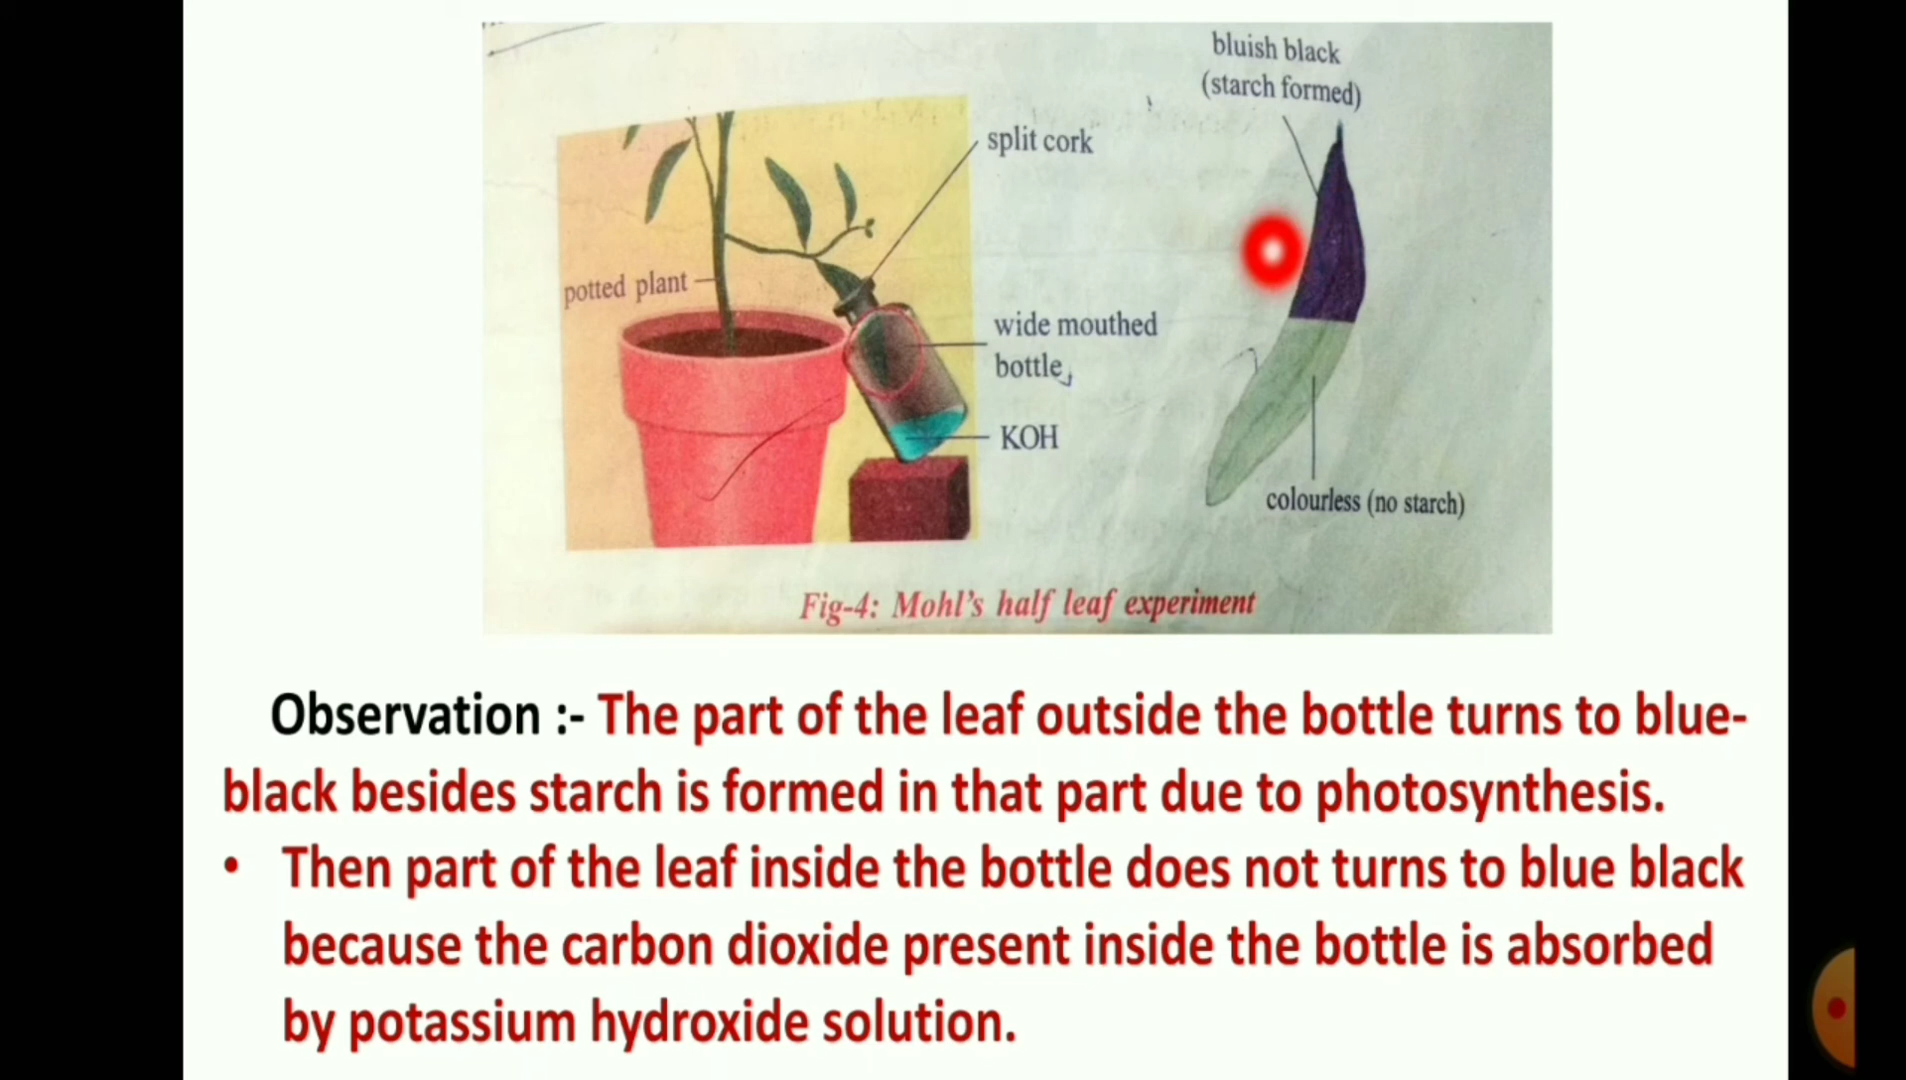 bluish black
(starch formed)
split cork
potted plant
wide mouthed
bottle
KOH
colourless (no starch)
Fig-4: Mohl's half leaf experiment
Observation :- The part of the leaf outside the bottle turns to blue-
black besides starch is formed in that part due to photosynthesis.
• Then part of the leaf inside the bottle does not turns to blue black
because the carbon dioxide present inside the bottle is absorbed
by potassium hydroxide solution.